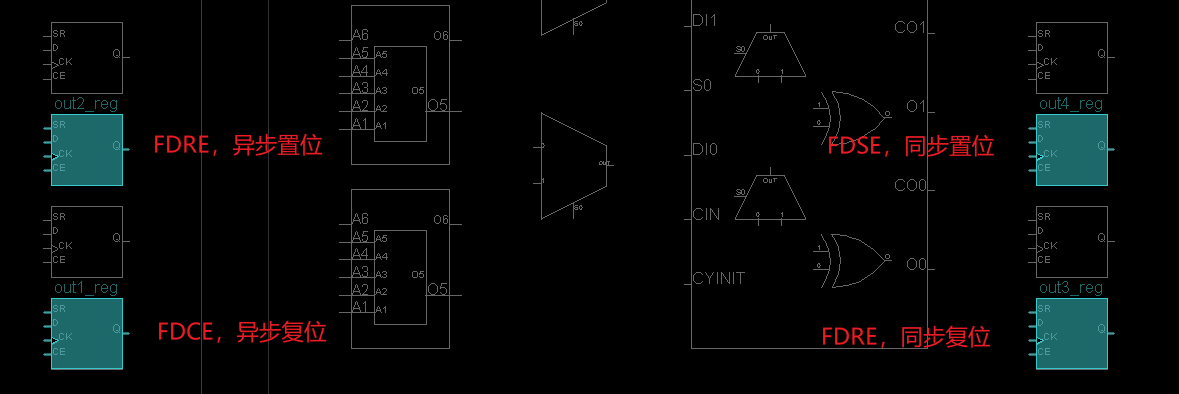 SR
D
CK
CE
Q
out2_reg
SR
D
CK
CE
Q
FDRE，异步置位
SR
D
CK
CE
Q
out1_reg
SR
D
CK
CE
Q
FDCE，异步复位
A6
A5
A4
A3
A2
A1
A5
A4
A3
A2
A1
O5
O6
O5
A6
A5
A4
A3
A2
A1
A5
A4
A3
A2
A1
O5
O6
O5
S0
OUT
1
S0
DI1
S0
DI0
CIN
CYINIT
OUT
S0
0 1
1
0
O
OUT
S0
0 1
1
0
O
CO1
O1
CO0
O0
FDSE，同步置位
FDRE，同步复位
SR
D
CK
CE
Q
out4_reg
SR
D
CK
CE
Q
SR
D
CK
CE
Q
out3_reg
SR
D
CK
CE
Q